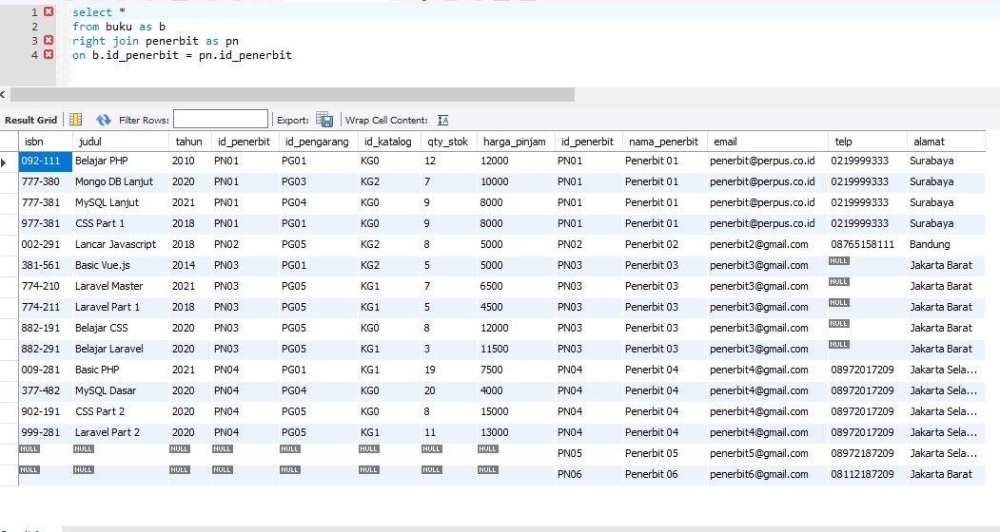 1 select *
2 from buku as b
3 right join penerbit as pn
4 on b.id_penerbit = pn.id_penerbit
Result Grid Filter Rows: Export: Wrap Cell Content:
isbn judul tahun id_penerbit id_pengarang id_katalog qty_stok harga_pinjam id_penerbit nama_penerbit email telp alamat
092-111 Belajar PHP 2010 PN01 PG01 KG0 12 12000 PN01 Penerbit 01 penerbit@perpus.co.id 0219999333 Surabaya
777-380 Mongo DB Lanjut 2020 PN01 PG03 KG2 7 10000 PN01 Penerbit 01 penerbit@perpus.co.id 0219999333 Surabaya
777-381 MySQL Lanjut 2021 PN01 PG04 KG0 9 8000 PN01 Penerbit 01 penerbit@perpus.co.id 0219999333 Surabaya
977-381 CSS Part 1 2018 PN01 PG01 KG0 9 8000 PN01 Penerbit 01 penerbit@perpus.co.id 0219999333 Surabaya
002-291 Lancar Javascript 2018 PN02 PG05 KG2 8 5000 PN02 Penerbit 02 penerbit2@gmail.com 08765158111 Bandung
381-561 Basic Vue.js 2014 PN03 PG01 KG2 5 5000 PN03 Penerbit 03 penerbit3@gmail.com NULL Jakarta Barat
774-210 Laravel Master 2021 PN03 PG05 KG1 7 6500 PN03 Penerbit 03 penerbit3@gmail.com NULL Jakarta Barat
774-211 Laravel Part 1 2018 PN03 PG05 KG1 5 4500 PN03 Penerbit 03 penerbit3@gmail.com NULL Jakarta Barat
882-191 Belajar CSS 2020 PN03 PG05 KG0 8 12000 PN03 Penerbit 03 penerbit3@gmail.com NULL Jakarta Barat
882-291 Belajar Laravel 2020 PN03 PG05 KG1 3 11500 PN03 Penerbit 03 penerbit3@gmail.com NULL Jakarta Barat
009-281 Basic PHP 2021 PN04 PG01 KG1 19 7500 PN04 Penerbit 04 penerbit4@gmail.com 08972017209 Jakarta Sela...
377-482 MySQL Dasar 2020 PN04 PG04 KG0 20 4000 PN04 Penerbit 04 penerbit4@gmail.com 08972017209 Jakarta Sela...
902-191 CSS Part 2 2020 PN04 PG05 KG0 8 15000 PN04 Penerbit 04 penerbit4@gmail.com 08972017209 Jakarta Sela...
999-281 Laravel Part 2 2020 PN04 PG05 KG1 11 13000 PN04 Penerbit 04 penerbit4@gmail.com 08972017209 Jakarta Sela...
NULL NULL NULL NULL NULL NULL NULL NULL PN05 Penerbit 05 penerbit5@gmail.com 08972187209 Jakarta Sela...
NULL NULL NULL NULL NULL NULL NULL NULL PN06 Penerbit 06 penerbit6@gmail.com 08112187209 Jakarta Barat